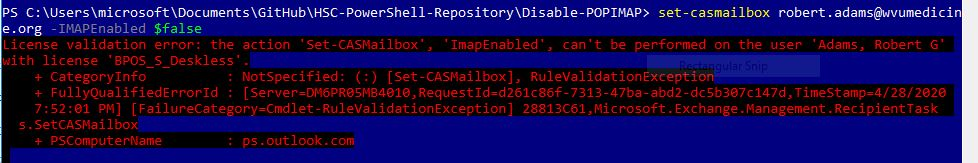 PS C:\Users\microsoft\Documents\GitHub\HSC-PowerShell-Repository\Disable-POPIMAP> set-casmailbox robert.adams@wvumedicin
e.org -IMAPEnabled $false
License validation error: the action 'Set-CASMailbox', 'ImapEnabled', can't be performed on the user 'Adams, Robert G'
with license 'BPOS_S_Deskless'.
Rectangular Snip
+ CategoryInfo : NotSpecified: (:) [Set-CASMailbox], RuleValidationException
+ FullyQualifiedErrorId : [Server=DM6PR05MB4010,RequestId=d261c86f-7313-47ba-abd2-dc5b307c147d,TimeStamp=4/28/2020
7:52:01 PM] [FailureCategory=Cmdlet-RuleValidationException] 28813C61,Microsoft.Exchange.Management.RecipientTask
s.SetCASMailbox
+ PSComputerName : ps.outlook.com